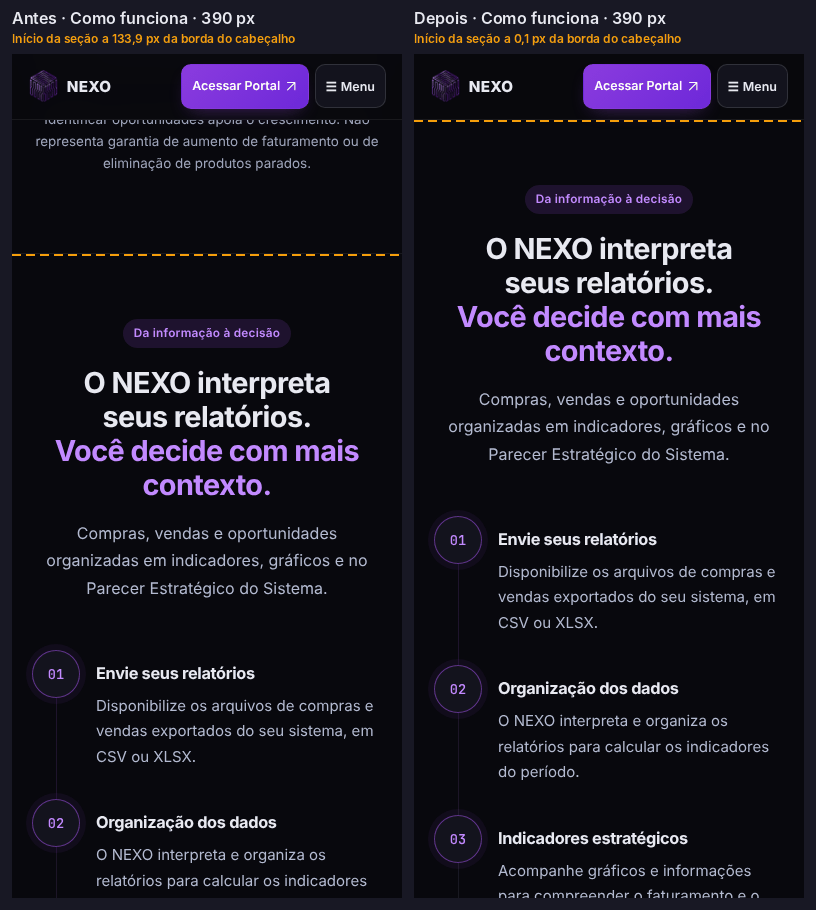 Antes · Como funciona · 390 px
Início da seção a 133,9 px da borda do cabeçalho
NEXO
Acessar Portal ↗
☰ Menu
Identificar oportunidades apoia o crescimento. Não
representa garantia de aumento de faturamento ou de
eliminação de produtos parados.
Da informação à decisão
O NEXO interpreta
seus relatórios.
Você decide com mais
contexto.
Compras, vendas e oportunidades
organizadas em indicadores, gráficos e no
Parecer Estratégico do Sistema.
01
Envie seus relatórios
Disponibilize os arquivos de compras e
vendas exportados do seu sistema, em
CSV ou XLSX.
02
Organização dos dados
O NEXO interpreta e organiza os
relatórios para calcular os indicadores
Depois · Como funciona · 390 px
Início da seção a 0,1 px da borda do cabeçalho
NEXO
Acessar Portal ↗
☰ Menu
Da informação à decisão
O NEXO interpreta
seus relatórios.
Você decide com mais
contexto.
Compras, vendas e oportunidades
organizadas em indicadores, gráficos e no
Parecer Estratégico do Sistema.
01
Envie seus relatórios
Disponibilize os arquivos de compras e
vendas exportados do seu sistema, em
CSV ou XLSX.
02
Organização dos dados
O NEXO interpreta e organiza os
relatórios para calcular os indicadores
do período.
03
Indicadores estratégicos
Acompanhe gráficos e informações
para compreender o faturamento e o